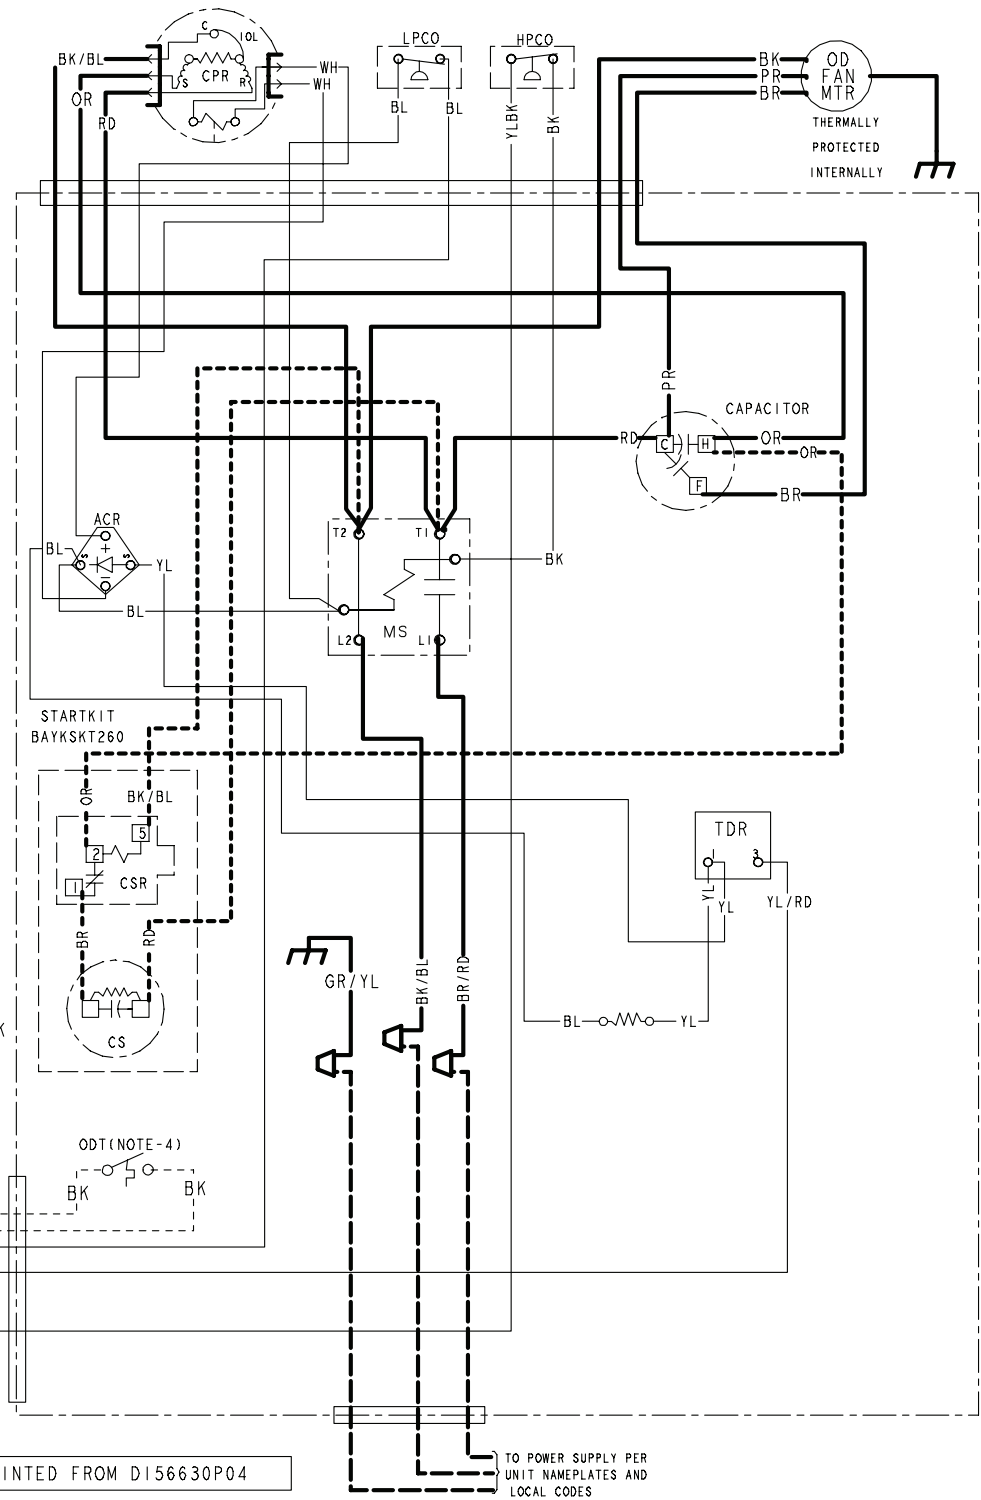 LPCO
HPCO
C
IOL
BK/BL
S
CPR
R
WH
WH
OR
RD
BL
BL
YLBK
BK
BK
PR
BR
OD
FAN
MTR
THERMALLY
PROTECTED
INTERNALLY
PR
CAPACITOR
RD
C
H
OR
OR
F
BR
ACR
BL
S
+
S
−
YL
BL
T2
T1
BK
MS
L2
L1
STARTKIT
BAYKSKT260
OR
BK/BL
5
2
1
CSR
BR
RD
CS
TDR
1
3
YL
YL
YL/RD
GR/YL
BK/BL
BR/RD
BL
YL
K
ODT(NOTE-4)
BK
BK
INTED FROM D156630P04
TO POWER SUPPLY PER
UNIT NAMEPLATES AND
LOCAL CODES